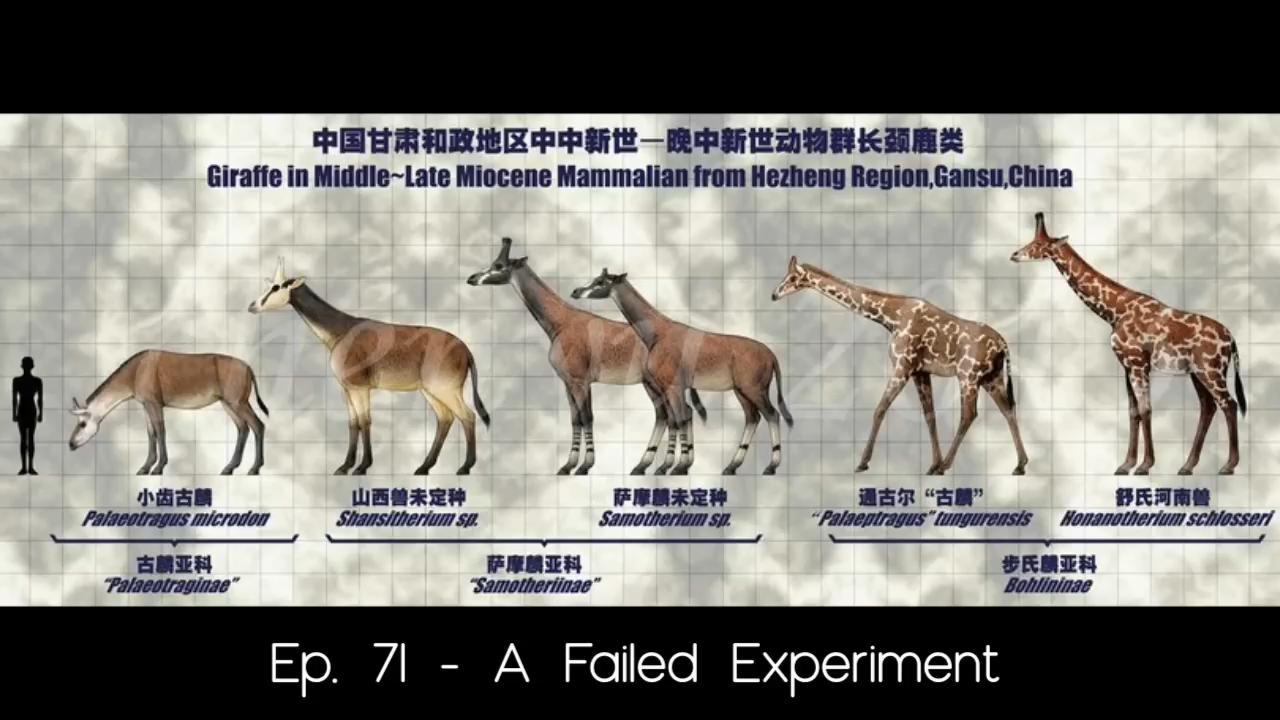 中国甘肃和政地区中中新世—晚中新世动物群长颈鹿类
Giraffe in Middle~Late Miocene Mammalian from Hezheng Region,Gansu,China
小齿古麟
Palaeotragus microdon
山西兽未定种
Shansitherium sp.
萨摩麟未定种
Samotherium sp.
通古尔“古麟”
“Palaeptragus” tungurensis
舒氏河南兽
Honanotherium schlosseri
古麟亚科
“Palaeotraginae”
萨摩麟亚科
“Samotheriinae”
步氏麟亚科
Bohlininae
Ep. 71 - A Failed Experiment